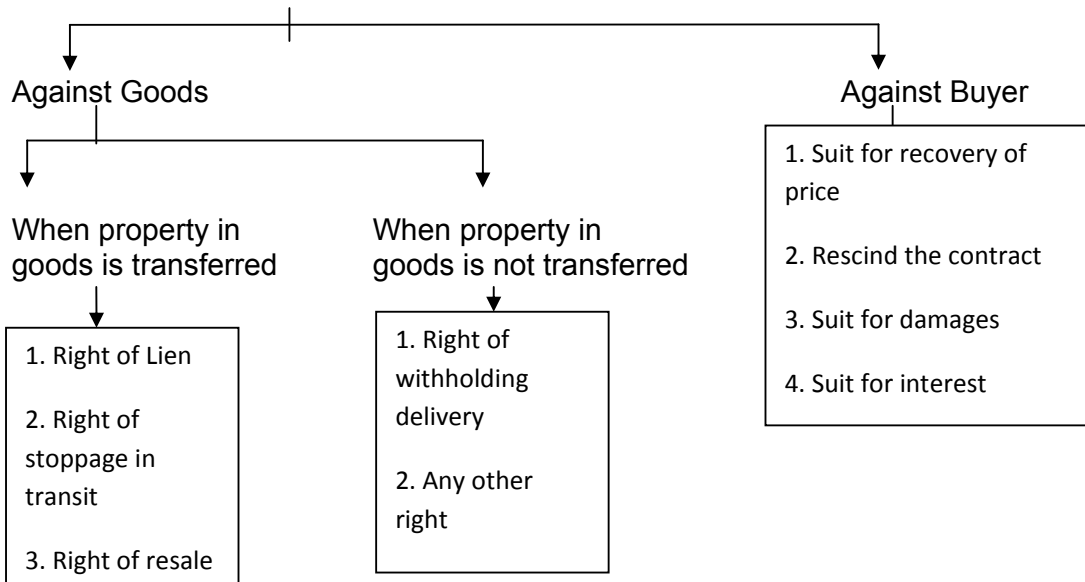 Against Goods
Against Buyer
1. Suit for recovery of
price
2. Rescind the contract
3. Suit for damages
4. Suit for interest
When property in
goods is transferred
When property in
goods is not transferred
1. Right of Lien
2. Right of
stoppage in
transit
3. Right of resale
1. Right of
withholding
delivery
2. Any other
right